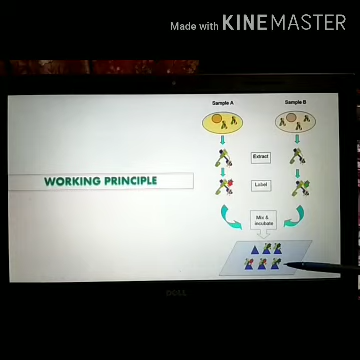 Made with KINEMASTER
Sample A
Sample B
Extract
WORKING PRINCIPLE
Label
Mix &
incubate
DELL